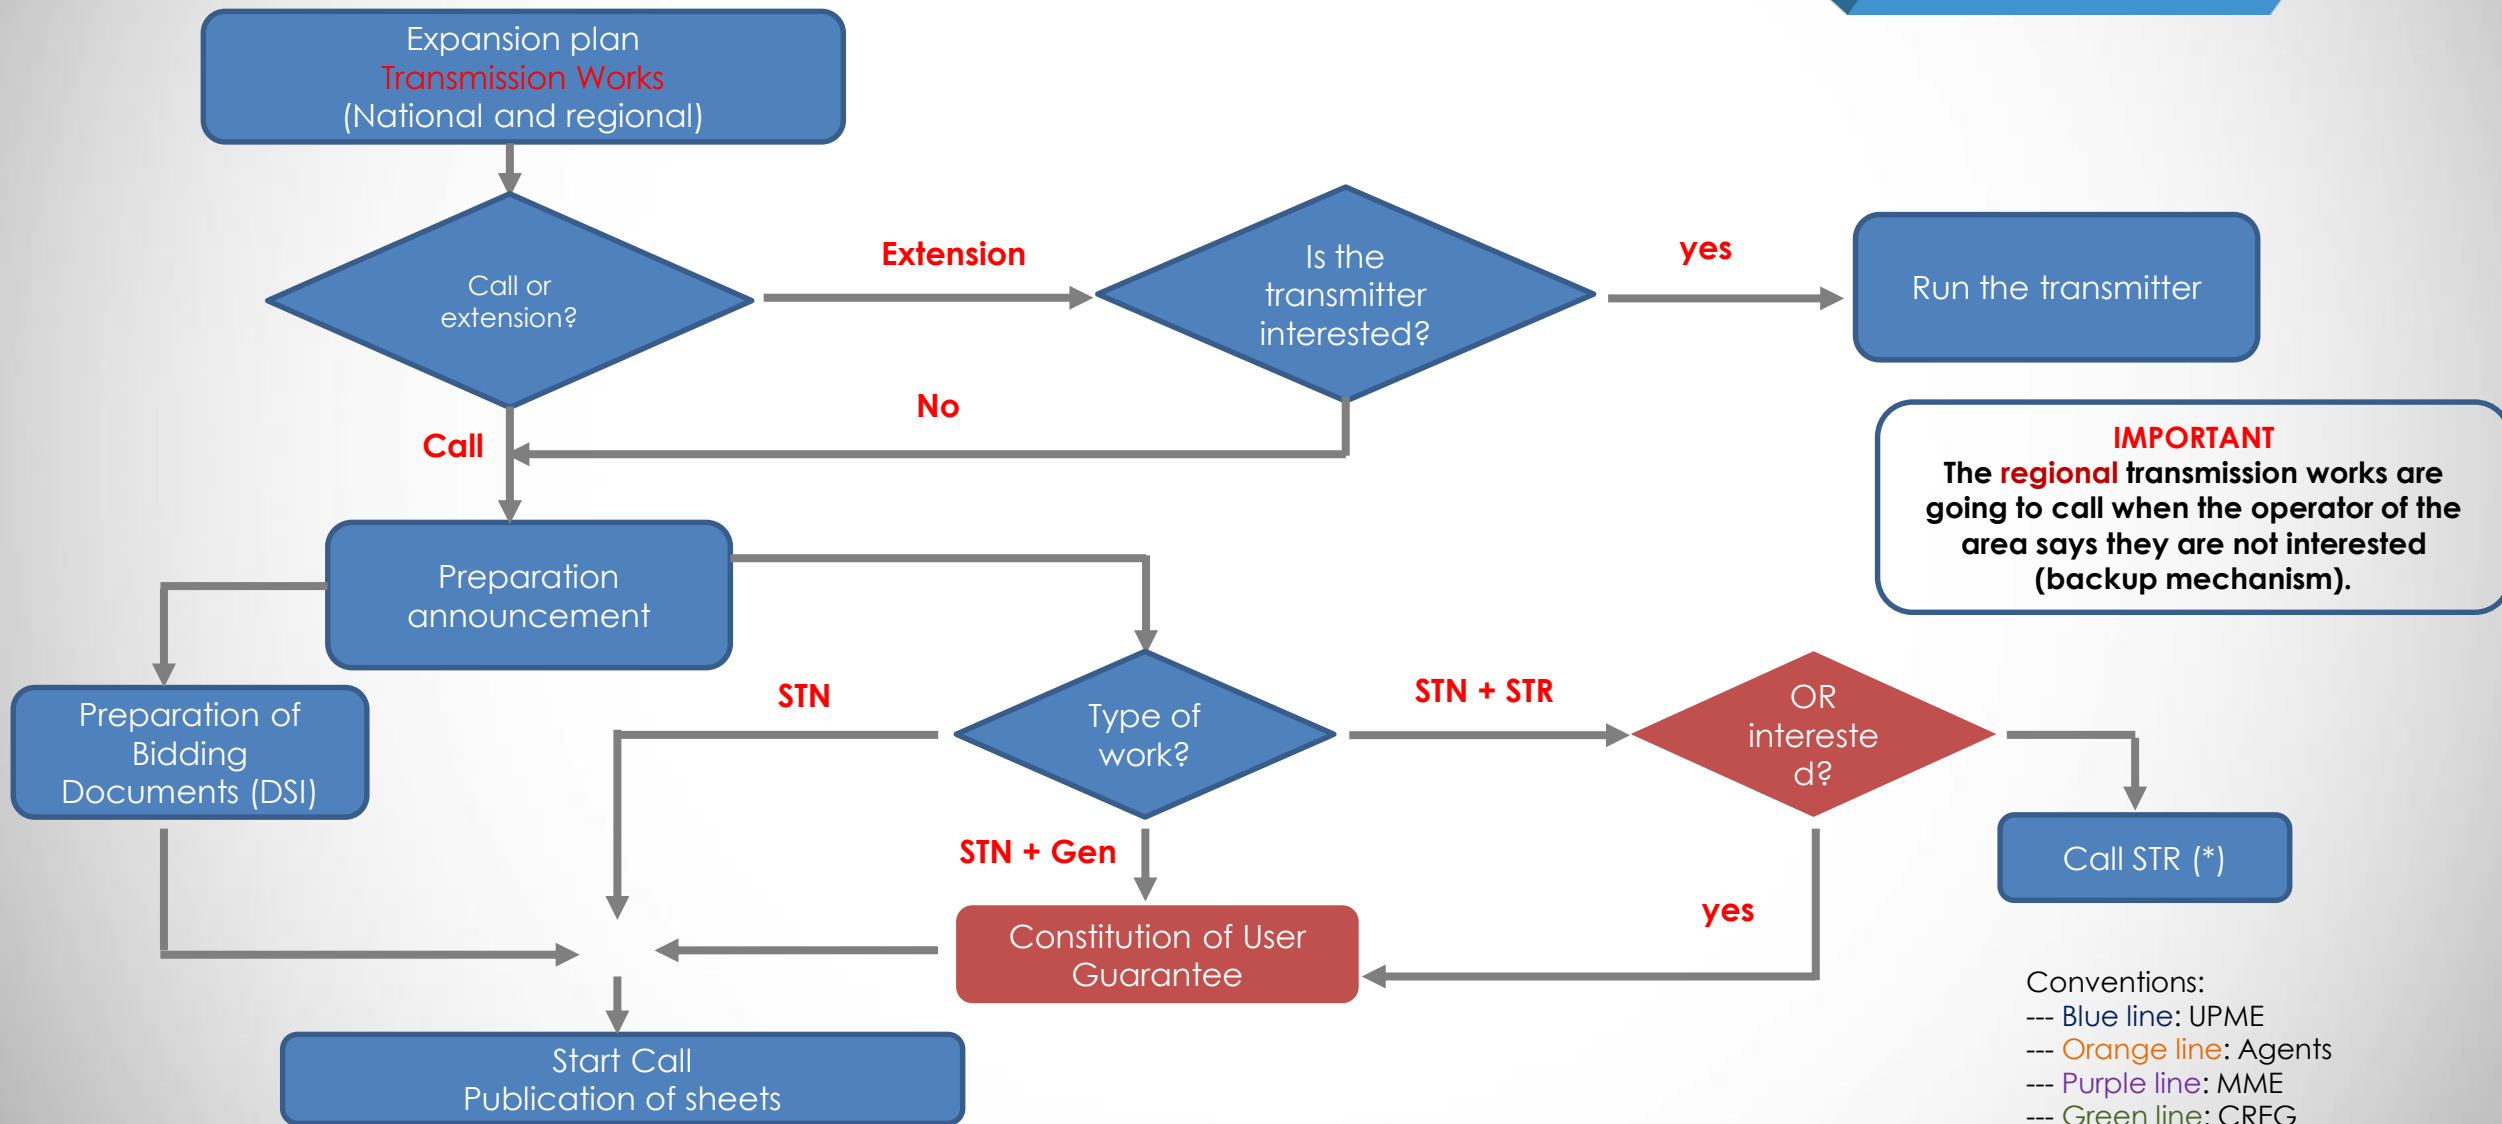 Expansion plan
Transmission Works
(National and regional)
Call or
extension?
Extension
Is the
transmitter
interested?
yes
Run the transmitter
No
Call
IMPORTANT
The regional transmission works are
going to call when the operator of the
area says they are not interested
(backup mechanism).
Preparation
announcement
Preparation of
Bidding
Documents (DSI)
STN
Type of
work?
STN + STR
OR
intereste
d?
STN + Gen
Call STR (*)
Constitution of User
Guarantee
yes
Start Call
Publication of sheets
Conventions:
--- Blue line: UPME
--- Orange line: Agents
--- Purple line: MME
--- Green line: CREG